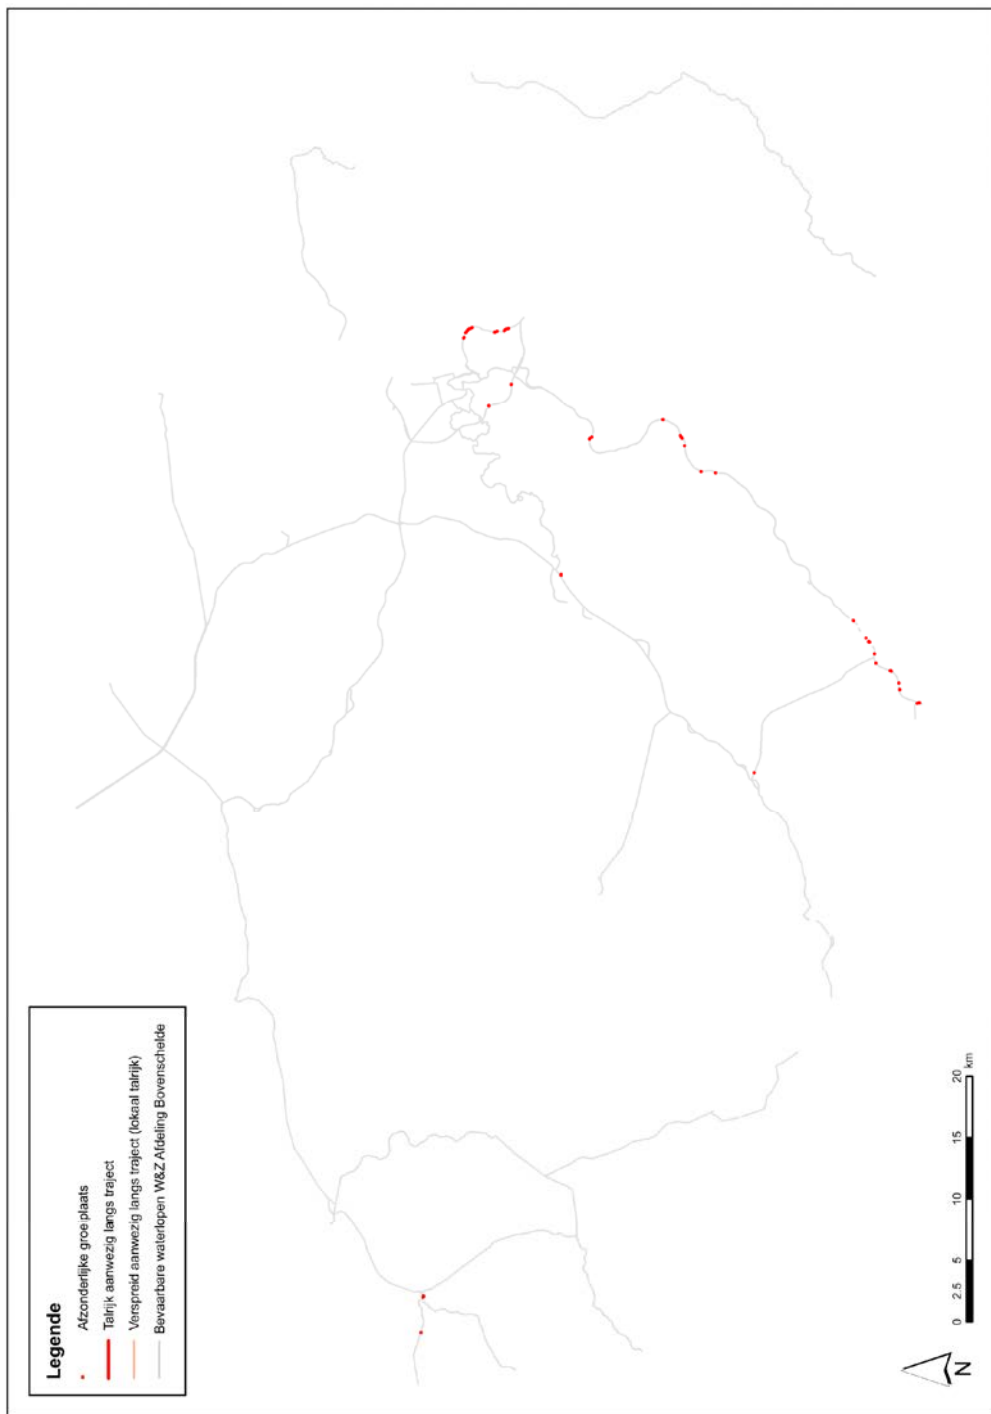 Legende
Afzonderlijke groeiplaats
Talrijk aanwezig langs traject
Verspreid aanwezig langs traject (lokaal talrijk)
Bevaarbare waterlopen W&Z Afdeling Bovenschelde
0 2.5 5 10 15 20
km
N